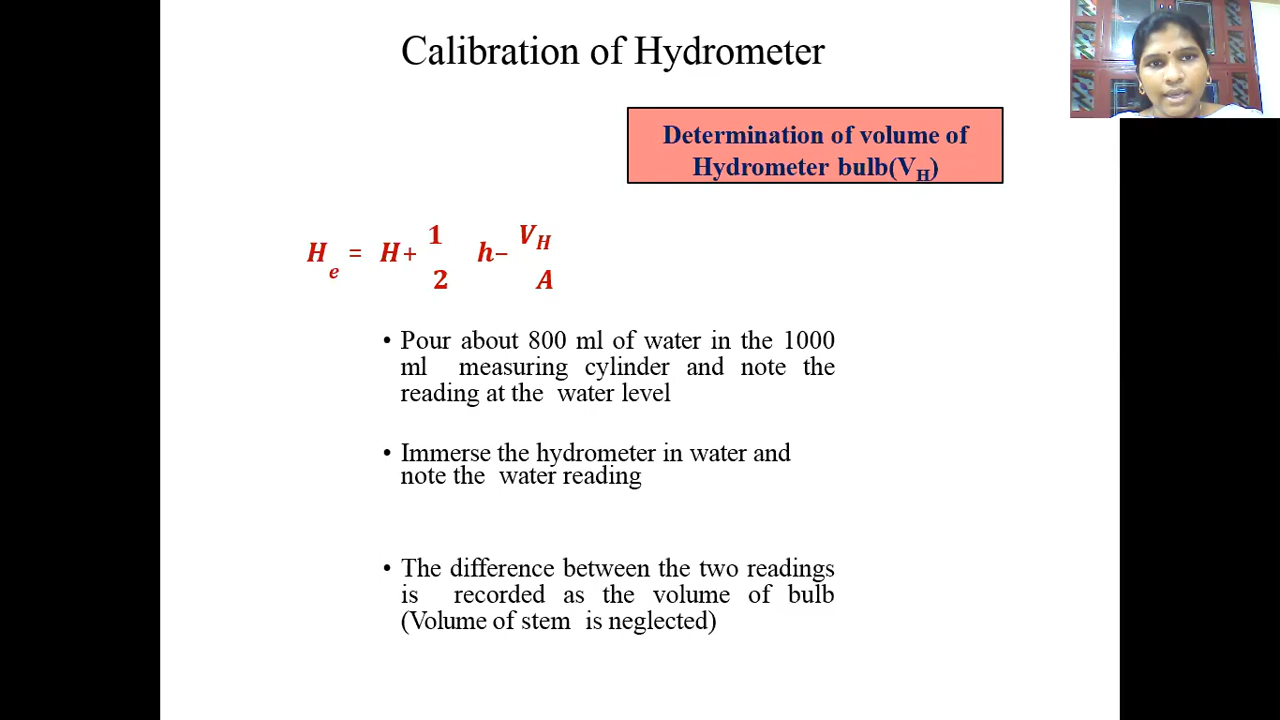 Calibration of Hydrometer
Determination of volume of
Hydrometer bulb(V_H)
H_e = H+ 1/2 h– V_H/A
• Pour about 800 ml of water in the 1000
ml measuring cylinder and note the
reading at the water level
• Immerse the hydrometer in water and
note the water reading
• The difference between the two readings
is recorded as the volume of bulb
(Volume of stem is neglected)